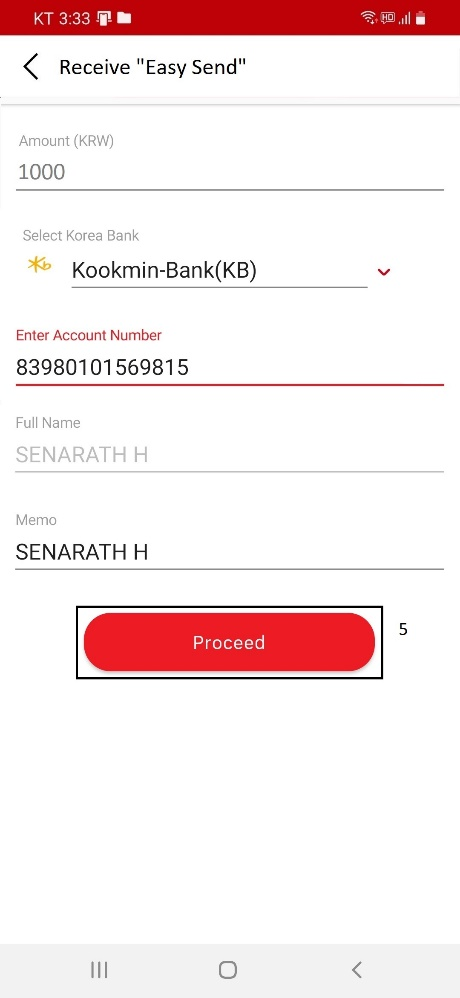 KT 3:33
Receive "Easy Send"
Amount (KRW)
1000
Select Korea Bank
Kookmin-Bank(KB)
Enter Account Number
83980101569815
Full Name
SENARATH H
Memo
SENARATH H
Proceed
5